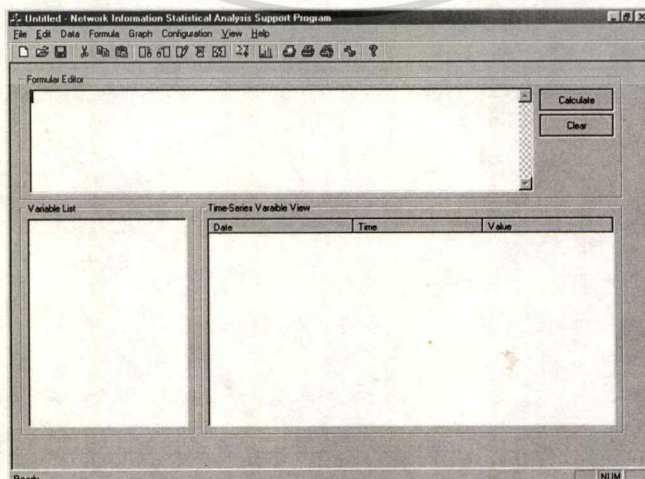 Untitled - Network Information Statistical Analysis Support Program
File Edit Data Formula Graph Configuration View Help
Formular Editor
Calculate
Clear
Variable List
Time-Series Varaible View
Date Time Value
Ready NUM